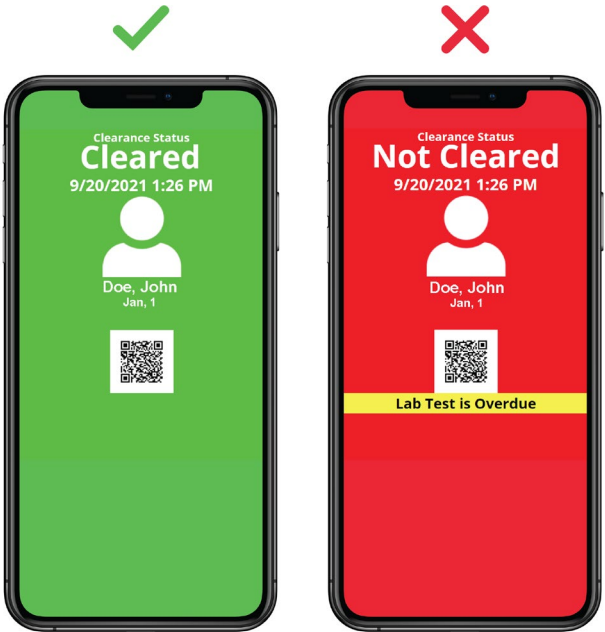 Clearance Status
Cleared
9/20/2021 1:26 PM
Doe, John
Jan, 1
Clearance Status
Not Cleared
9/20/2021 1:26 PM
Doe, John
Jan, 1
Lab Test is Overdue